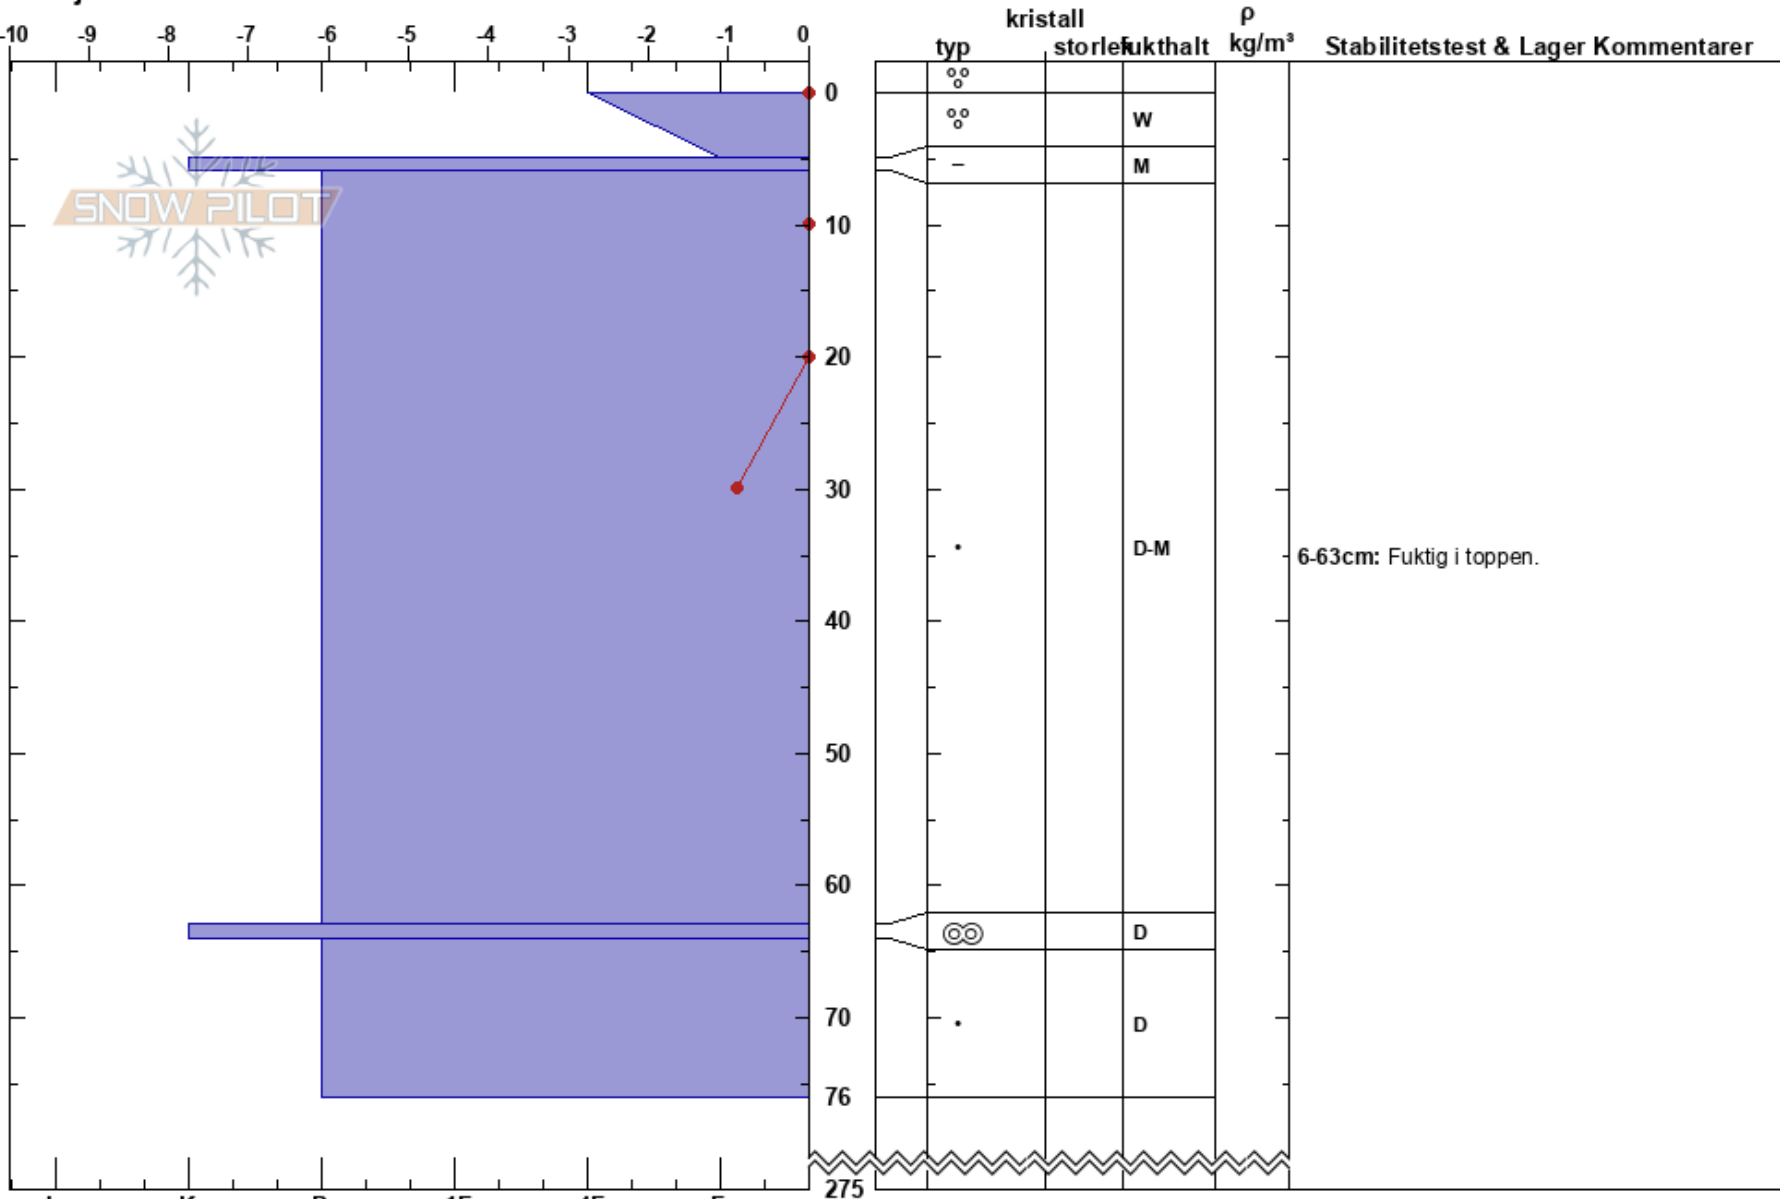 kristall ρ
-10 -9 -8 -7 -6 -5 -4 -3 -2 -1 0 typ storlek fukthalt kg/m³ Stabilitetstest & Lager Kommentarer
0
W
M
SNOW PILOT
10
20
30
D-M
6-63cm: Fuktig i toppen.
40
50
60
D
70
D
76
275